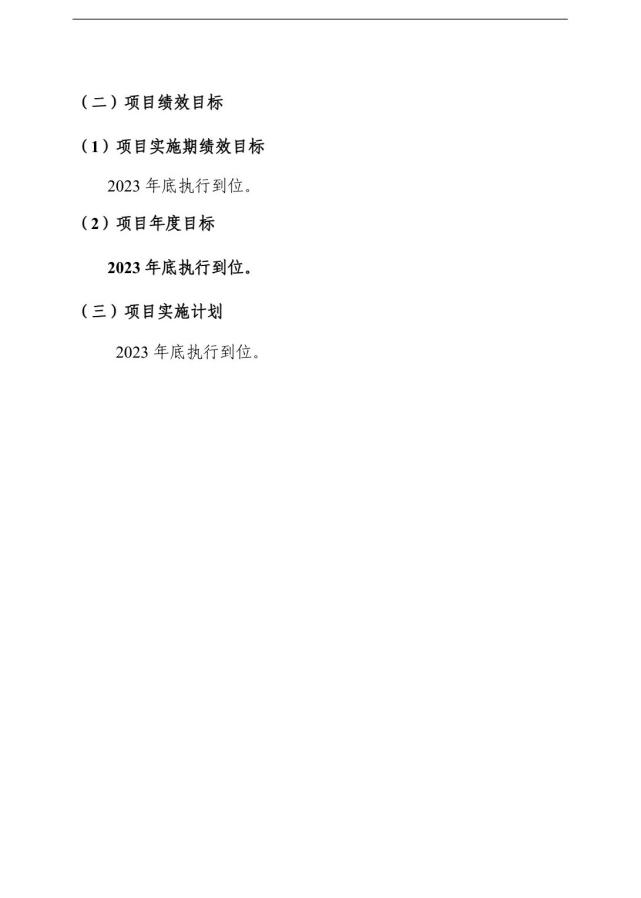 （二）项目绩效目标
（1）项目实施期绩效目标
2023 年底执行到位。
（2）项目年度目标
2023 年底执行到位。
（三）项目实施计划
2023 年底执行到位。